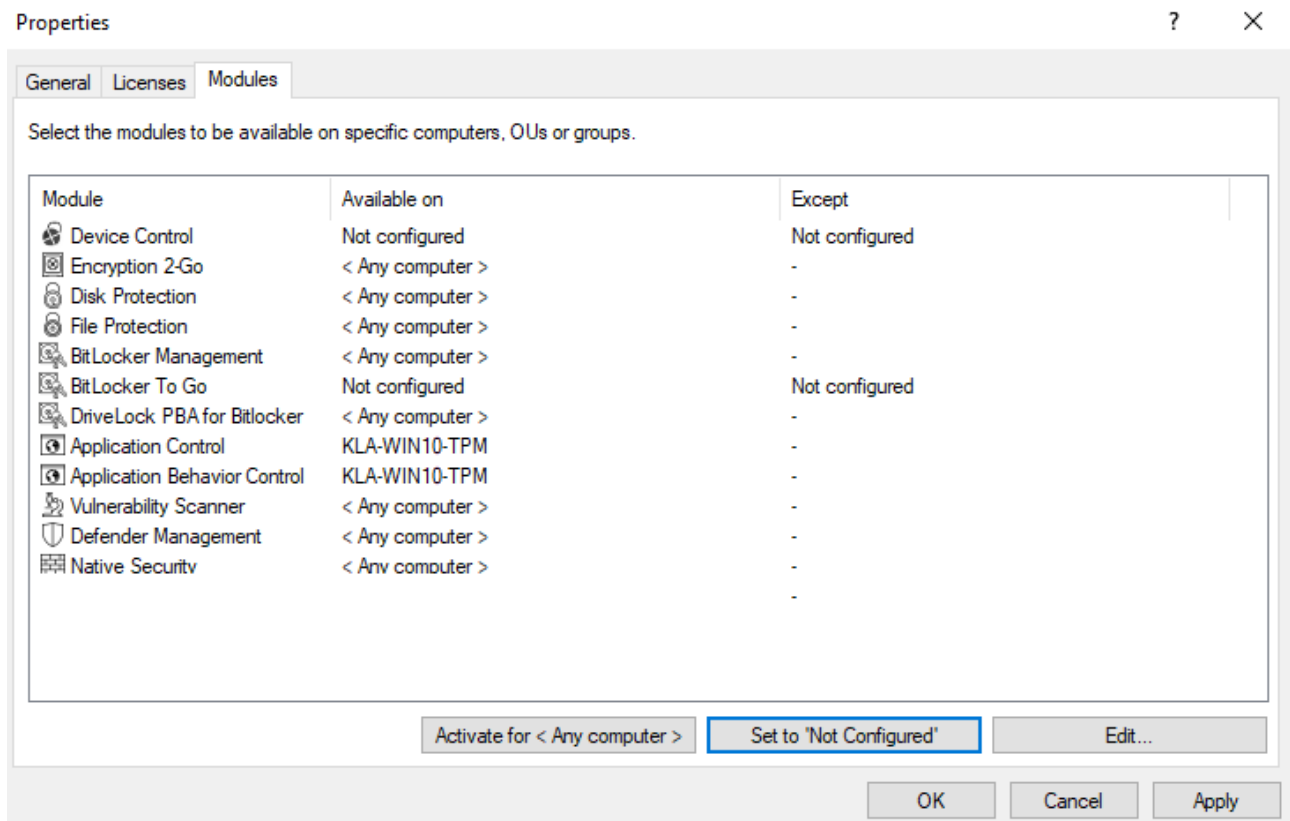 Properties ? ×
General Licenses Modules
Select the modules to be available on specific computers, OUs or groups.
Module Available on Except
Device Control Not configured Not configured
Encryption 2-Go < Any computer > -
Disk Protection < Any computer > -
File Protection < Any computer > -
BitLocker Management < Any computer > -
BitLocker To Go Not configured Not configured
DriveLock PBA for Bitlocker < Any computer > -
Application Control KLA-WIN10-TPM -
Application Behavior Control KLA-WIN10-TPM -
Vulnerability Scanner < Any computer > -
Defender Management < Any computer > -
Native Security < Any computer > -
-
Activate for < Any computer > Set to 'Not Configured' Edit...
OK Cancel Apply